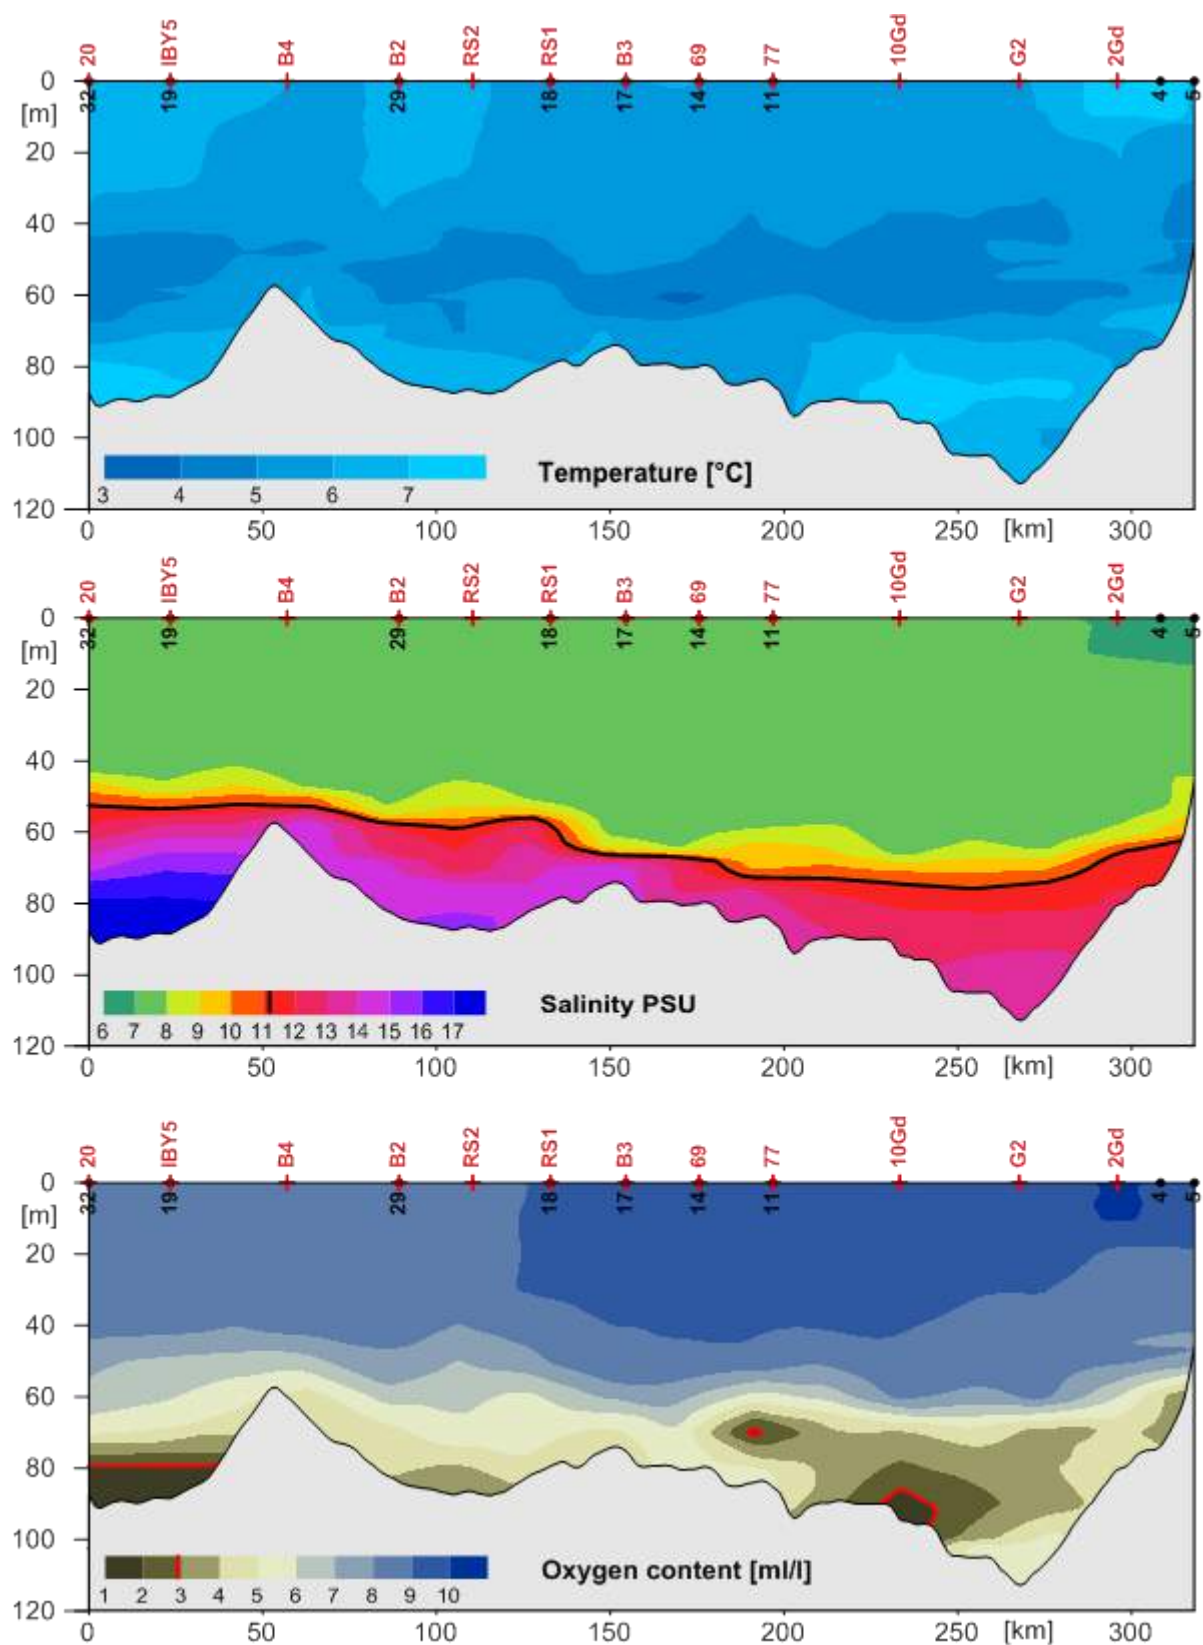 20 IBY5 B4 B2 RS2 RS1 B3 69 77 10Gd G2 2Gd
0
32 19 29 18 17 14 11 4 5
[m]
20
40
60
80
100
3 4 5 6 7
Temperature [°C]
120
0 50 100 150 200 250 [km] 300
20 IBY5 B4 B2 RS2 RS1 B3 69 77 10Gd G2 2Gd
0
32 19 29 18 17 14 11 4 5
[m]
20
40
60
80
100
6 7 8 9 10 11 12 13 14 15 16 17
Salinity PSU
120
0 50 100 150 200 250 [km] 300
20 IBY5 B4 B2 RS2 RS1 B3 69 77 10Gd G2 2Gd
0
32 19 29 18 17 14 11 4 5
[m]
20
40
60
80
100
1 2 3 4 5 6 7 8 9 10
Oxygen content [ml/l]
120
0 50 100 150 200 250 [km] 300